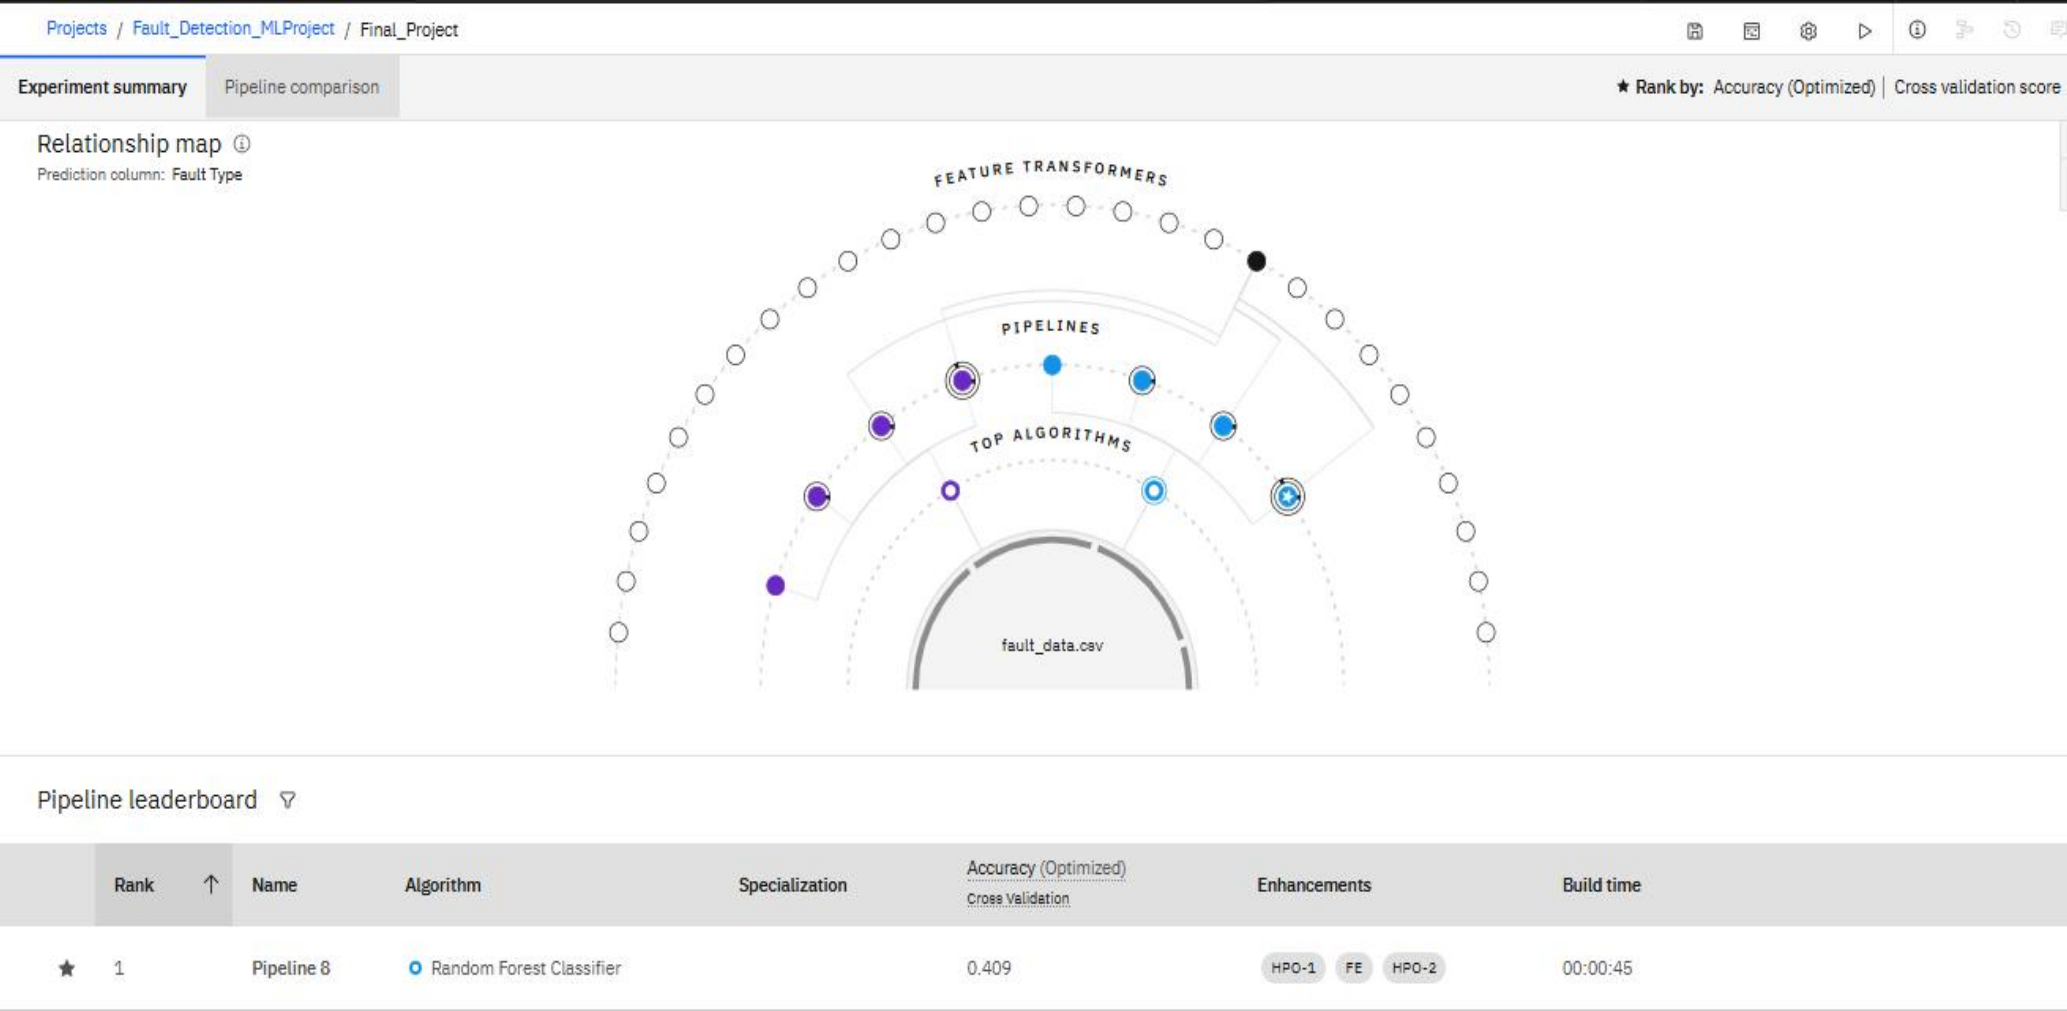 Projects / Fault_Detection_MLProject / Final_Project
Experiment summary
Pipeline comparison
★ Rank by: Accuracy (Optimized) | Cross validation score
Relationship map
Prediction column: Fault Type
FEATURE TRANSFORMERS
PIPELINES
TOP ALGORITHMS
fault_data.csv
Pipeline leaderboard
Rank ↑ Name Algorithm Specialization Accuracy (Optimized) Enhancements Build time
Cross Validation
★ 1 Pipeline 8 Random Forest Classifier 0.409 HPO-1 FE HPO-2 00:00:45